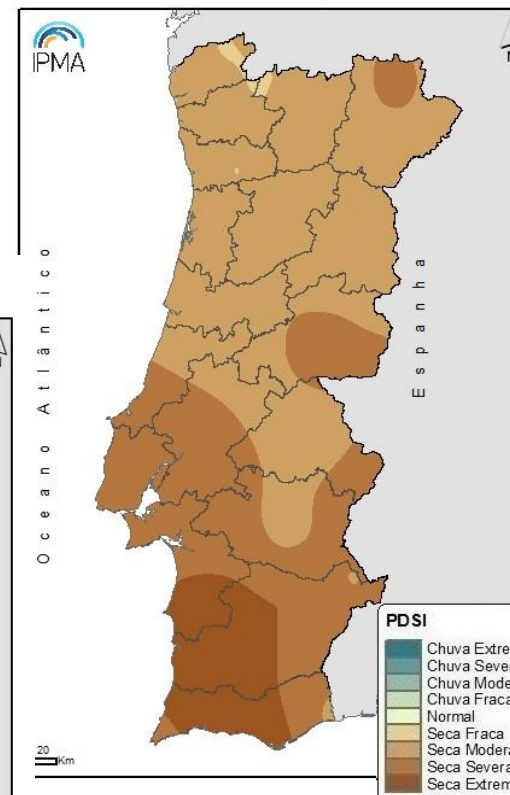 IPMA
Oceano Atlântico
Espanha
PDSI
Chuva Extre
Chuva Sever
Chuva Mode
Chuva Fraca
Normal
Seca Fraca
Seca Modera
Seca Severa
Seca Extrem
20
Km